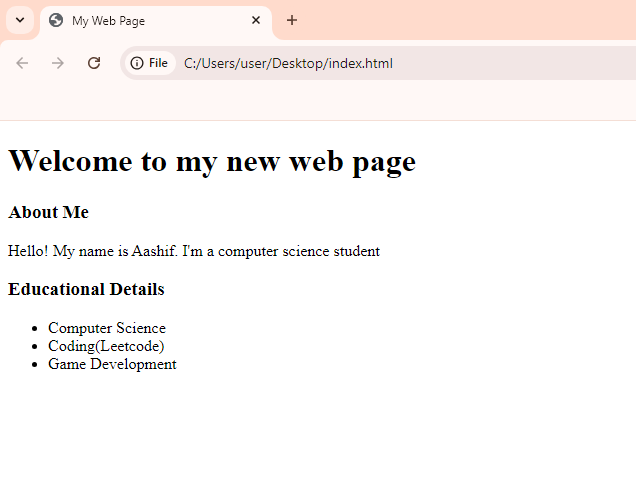 My Web Page
File C:/Users/user/Desktop/index.html
Welcome to my new web page
About Me
Hello! My name is Aashif. I'm a computer science student
Educational Details
Computer Science
Coding(Leetcode)
Game Development